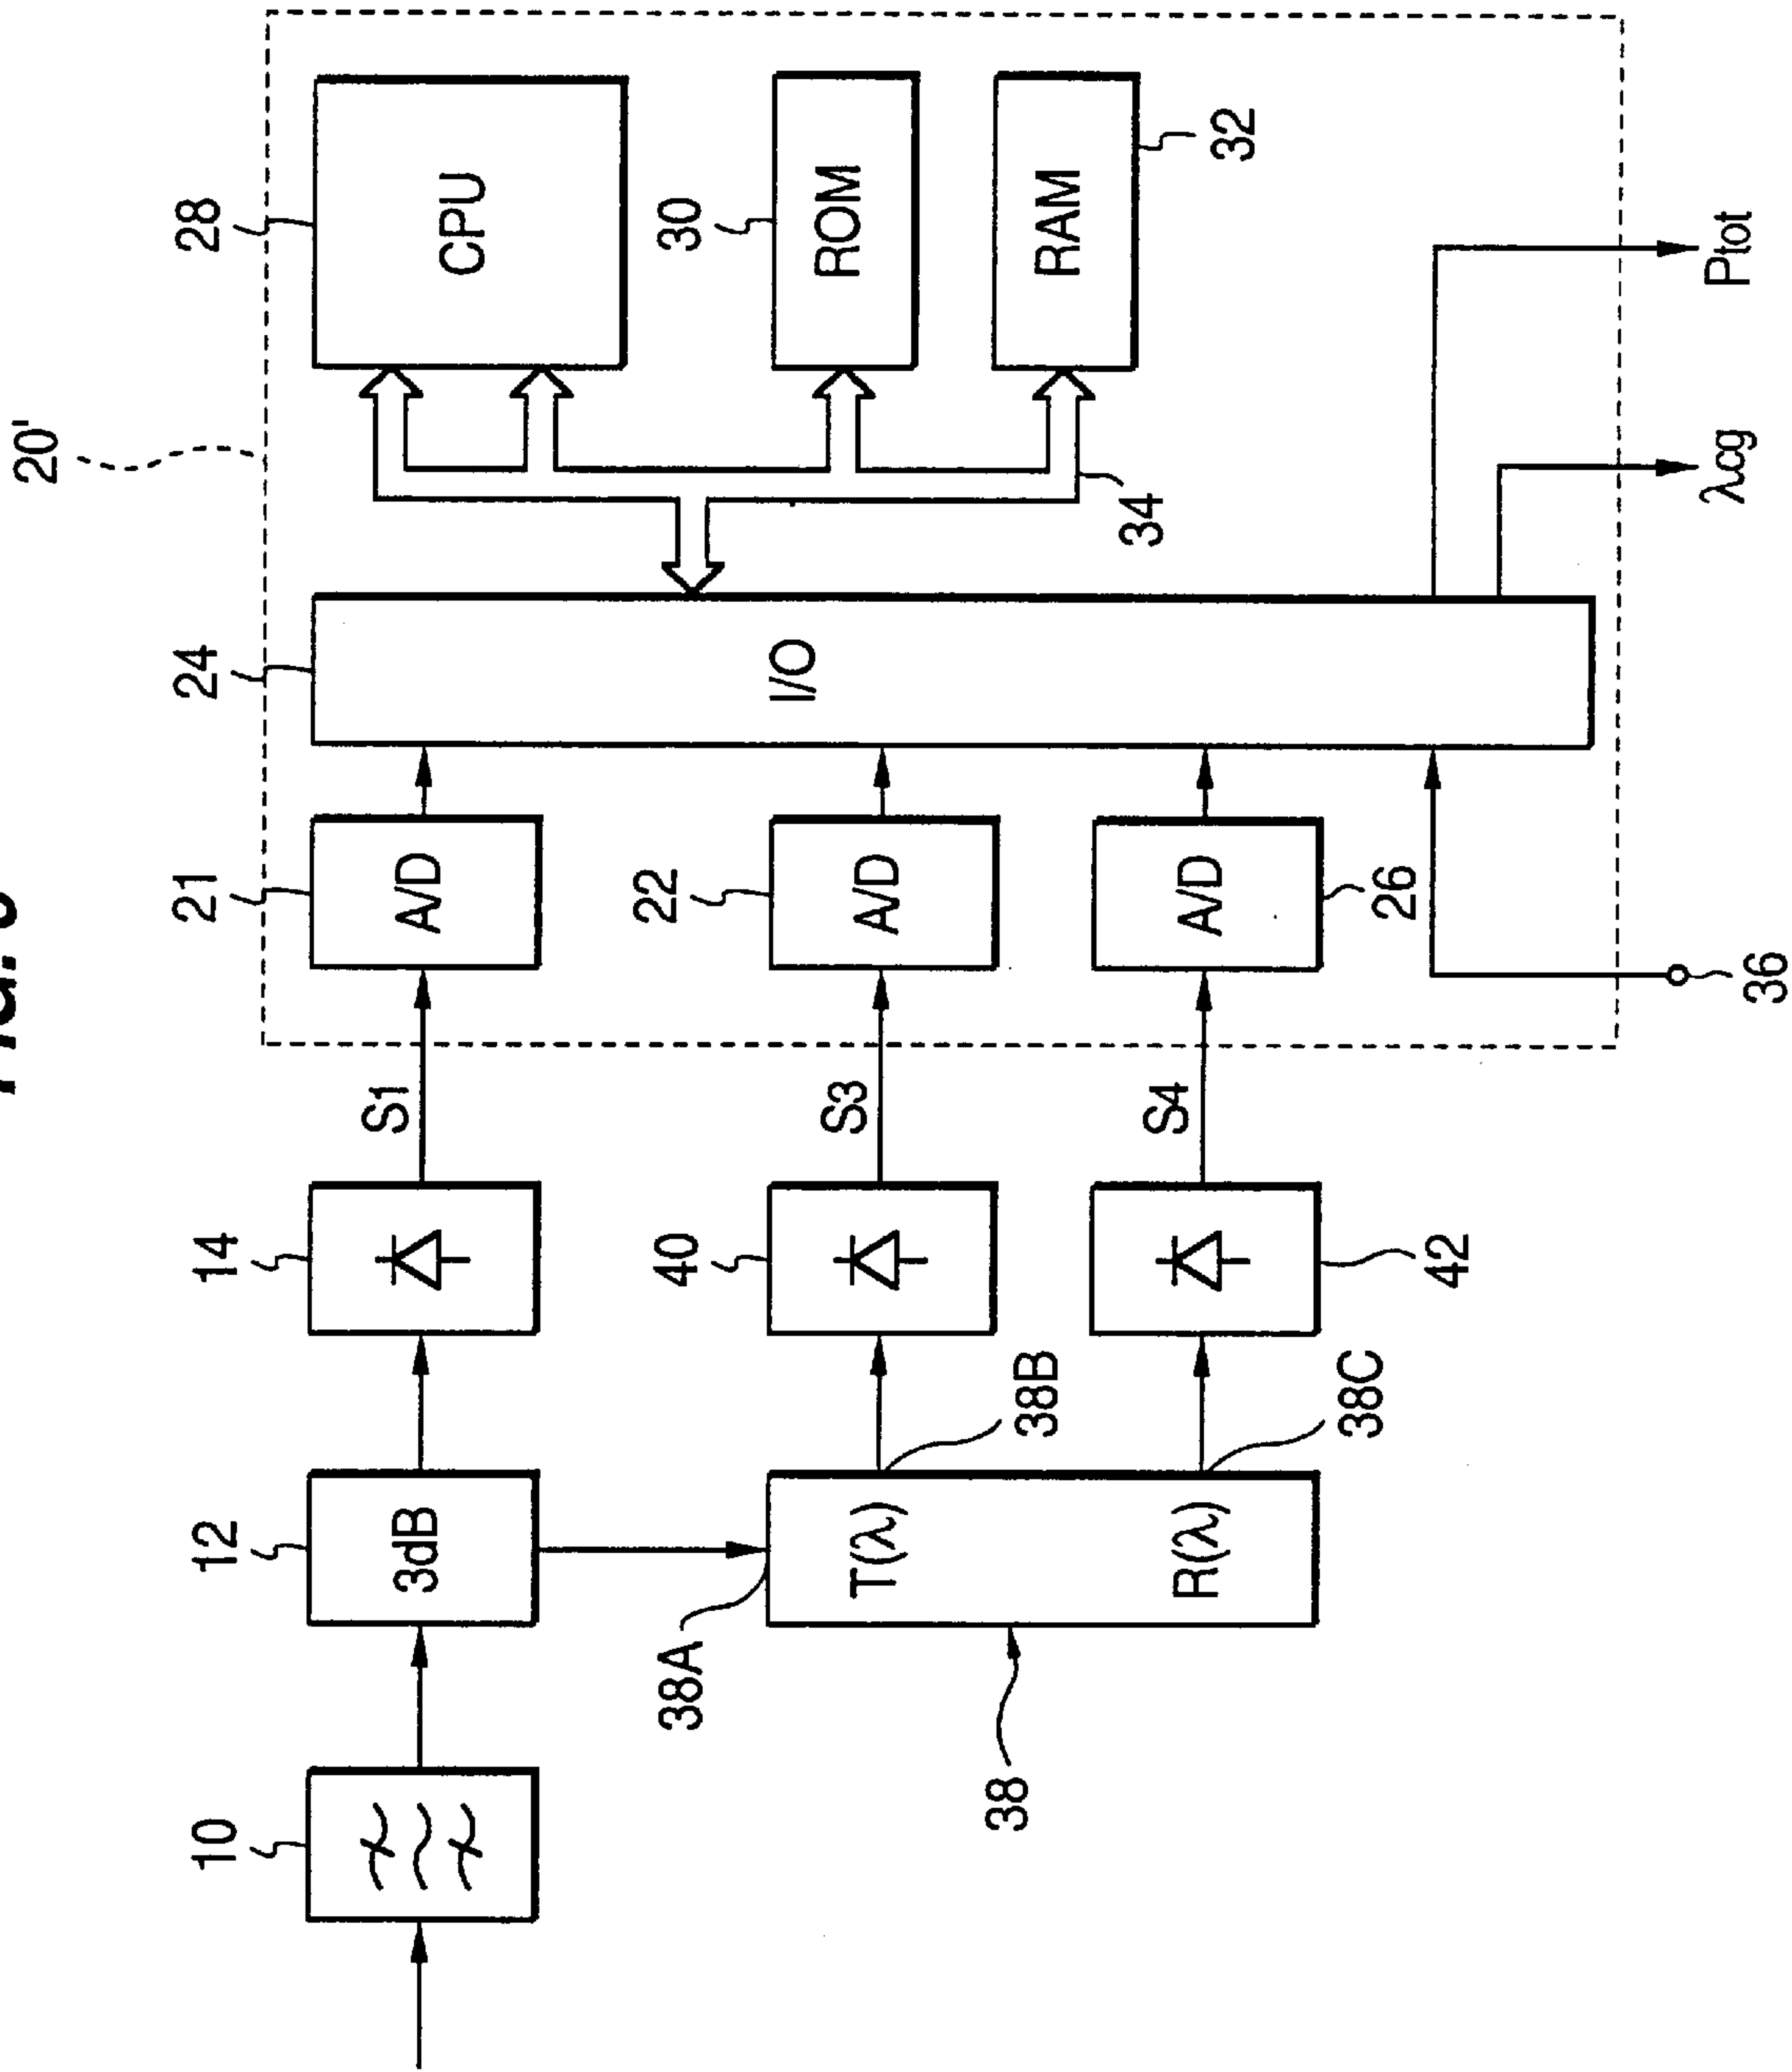 20'
28
CPU
30
ROM
RAM
32
34
24
I/O
21
A/D
22
A/D
A/D
26
36
λcg
Ptot
S1
S3
S4
14
40
42
12
3dB
38A
T(λ)
38B
R(λ)
38C
38
10